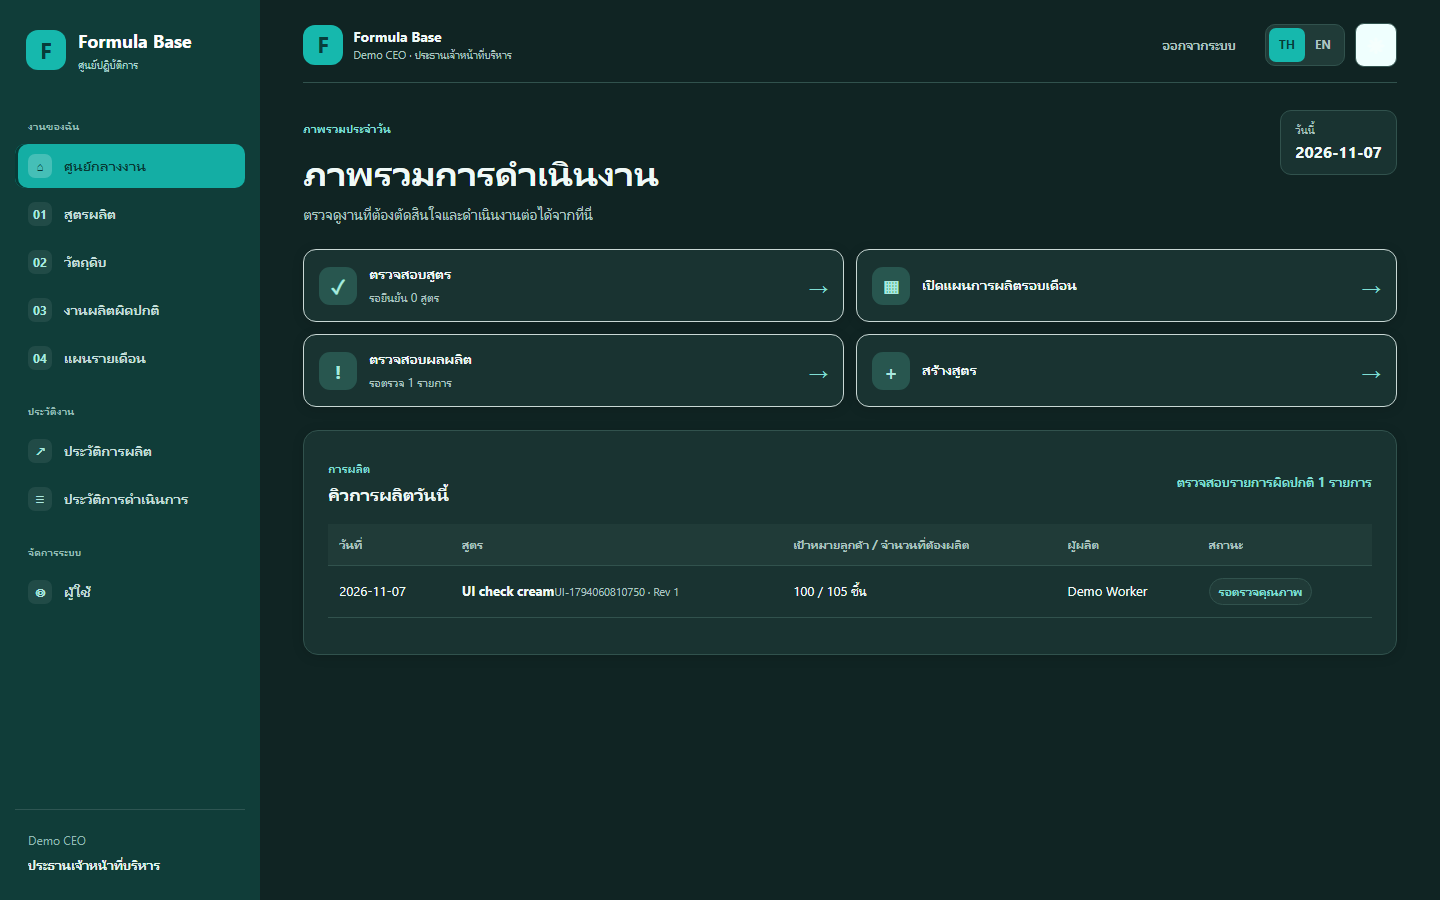 F
Formula Base
ศูนย์ปฏิบัติการ
งานของฉัน
⌂ ศูนย์กลางงาน
01 สูตรผลิต
02 วัตถุดิบ
03 งานผลิตผิดปกติ
04 แผนรายเดือน
ประวัติงาน
↗ ประวัติการผลิต
☰ ประวัติการดำเนินการ
จัดการระบบ
ผู้ใช้
Demo CEO
ประธานเจ้าหน้าที่บริหาร
F
Formula Base
Demo CEO · ประธานเจ้าหน้าที่บริหาร
ออกจากระบบ
TH EN
ภาพรวมประจำวัน
ภาพรวมการดำเนินงาน
ตรวจดูงานที่ต้องตัดสินใจและดำเนินงานต่อได้จากที่นี่
วันนี้
2026-11-07
✓ ตรวจสอบสูตร →
รอยืนยัน 0 สูตร
▦ เปิดแผนการผลิตรอบเดือน →
! ตรวจสอบผลผลิต →
รอตรวจ 1 รายการ
+ สร้างสูตร →
การผลิต
คิวการผลิตวันนี้
ตรวจสอบรายการผิดปกติ 1 รายการ
วันที่ สูตร เป้าหมายลูกค้า / จำนวนที่ต้องผลิต ผู้ผลิต สถานะ
2026-11-07 UI check creamUI-1794060810750 · Rev 1 100 / 105 ชิ้น Demo Worker รอตรวจคุณภาพ